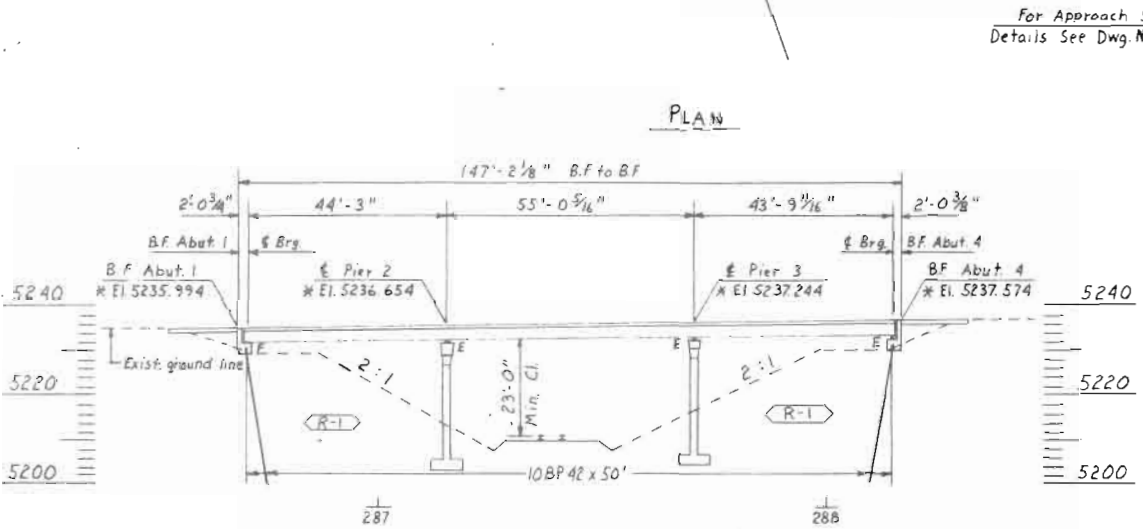 For Approach
Details See Dwg.
PLAN
147'-2 1/8" B.F to B.F
2'-0 3/4" 44'-3" 55'-0 5/16" 43'-9 11/16" 2'-0 3/8"
B.F. Abut. 1 ₵ Brg. ₵ Brg. B.F. Abut. 4
B.F. Abut. 1 ₵ Pier 2 ₵ Pier 3 B.F. Abut. 4
* El. 5235.994 * El. 5236.654 * El 5237.244 * El. 5237.574
5240 5240
E E E E
Exist. ground line
2:1 23'-0" Min. Cl. 2:1
5220 5220
R-1 R-1
5200 10BP 42 x 50' 5200
287 288